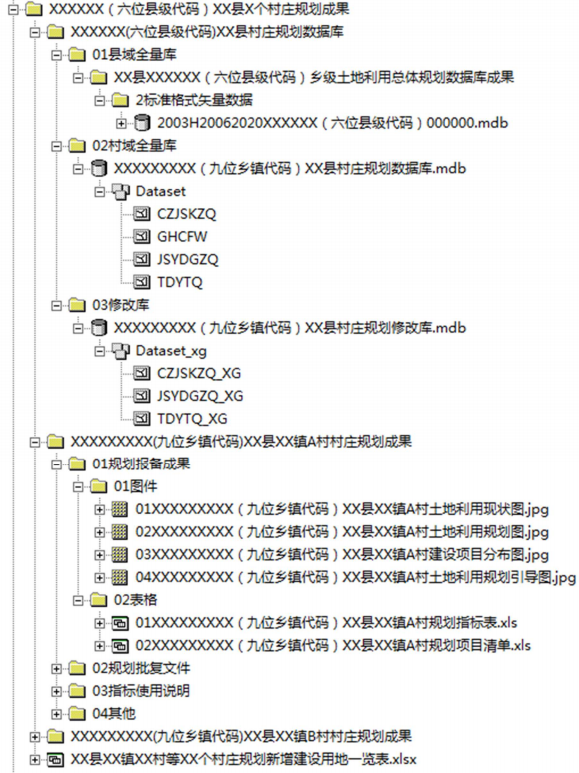 XXXXXX（六位县级代码）XX县X个村庄规划成果
XXXXXX(六位县级代码)XX县村庄规划数据库
01县域全量库
XX县XXXXXX（六位县级代码）乡级土地利用总体规划数据库成果
2标准格式矢量数据
2003H20062020XXXXXX（六位县级代码）000000.mdb
02村域全量库
XXXXXXXXX（九位乡镇代码）XX县村庄规划数据库.mdb
Dataset
CZJSKZQ
GHCFW
JSYDGZQ
TDYTQ
03修改库
XXXXXXXXX（九位乡镇代码）XX县村庄规划修改库.mdb
Dataset_xg
CZJSKZQ_XG
JSYDGZQ_XG
TDYTQ_XG
XXXXXXXXX(九位乡镇代码)XX县XX镇A村村庄规划成果
01规划报备成果
01图件
01XXXXXXXXX（九位乡镇代码）XX县XX镇A村土地利用现状图.jpg
02XXXXXXXXX（九位乡镇代码）XX县XX镇A村土地利用规划图.jpg
03XXXXXXXXX（九位乡镇代码）XX县XX镇A村建设项目分布图.jpg
04XXXXXXXXX（九位乡镇代码）XX县XX镇A村土地利用规划引导图.jpg
02表格
01XXXXXXXXX（九位乡镇代码）XX县XX镇A村规划指标表.xls
02XXXXXXXXX（九位乡镇代码）XX县XX镇A村规划项目清单.xls
02规划批复文件
03指标使用说明
04其他
XXXXXXXXX(九位乡镇代码)XX县XX镇B村村庄规划成果
XX县XX镇XX村等XX个村庄规划新增建设用地一览表.xlsx